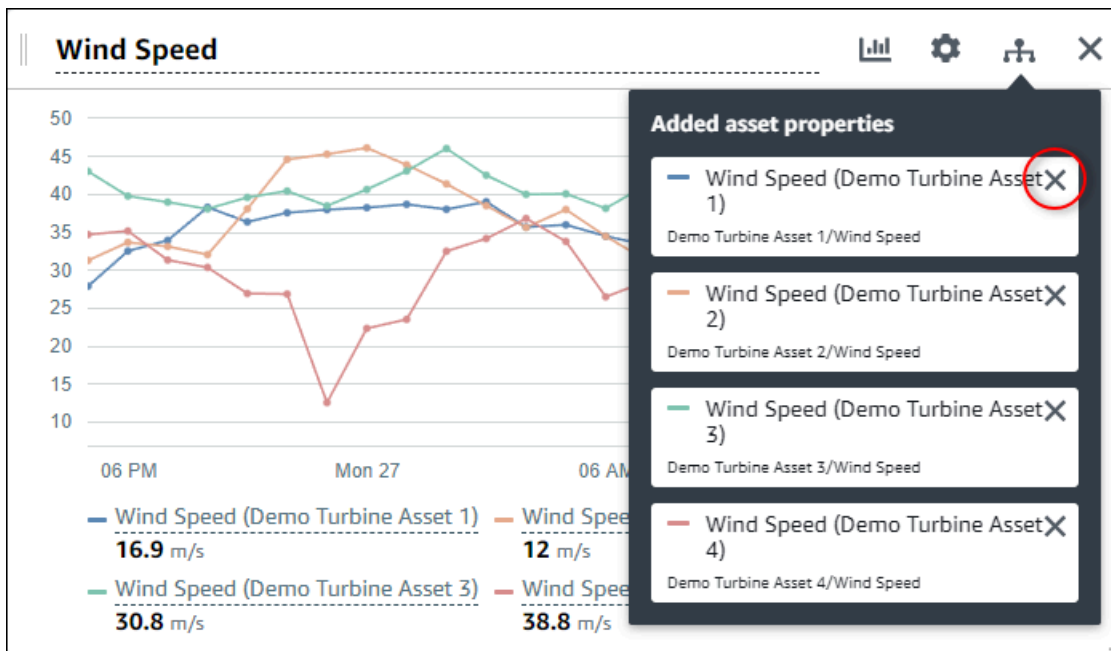 Wind Speed
50
45
40
35
30
25
20
15
10
06 PM
Mon 27
06 AM
Wind Speed (Demo Turbine Asset 1)
16.9 m/s
Wind Spee
12 m/s
Wind Speed (Demo Turbine Asset 3)
30.8 m/s
Wind Spee
38.8 m/s
Added asset properties
Wind Speed (Demo Turbine Asset
1)
Demo Turbine Asset 1/Wind Speed
Wind Speed (Demo Turbine Asset
2)
Demo Turbine Asset 2/Wind Speed
Wind Speed (Demo Turbine Asset
3)
Demo Turbine Asset 3/Wind Speed
Wind Speed (Demo Turbine Asset
4)
Demo Turbine Asset 4/Wind Speed